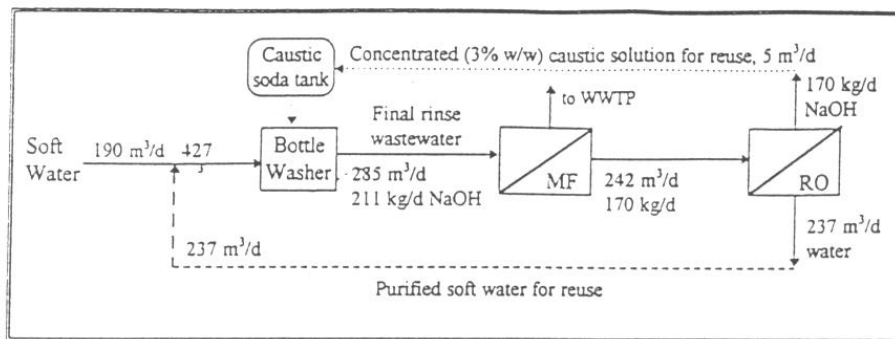 Caustic
soda tank
Concentrated (3% w/w) caustic solution for reuse, 5 m³/d
170 kg/d
NaOH
to WWTP
Final rinse
wastewater
Soft
Water
190 m³/d
427
Bottle
Washer
285 m³/d
211 kg/d NaOH
MF
242 m³/d
170 kg/d
RO
237 m³/d
water
237 m³/d
Purified soft water for reuse